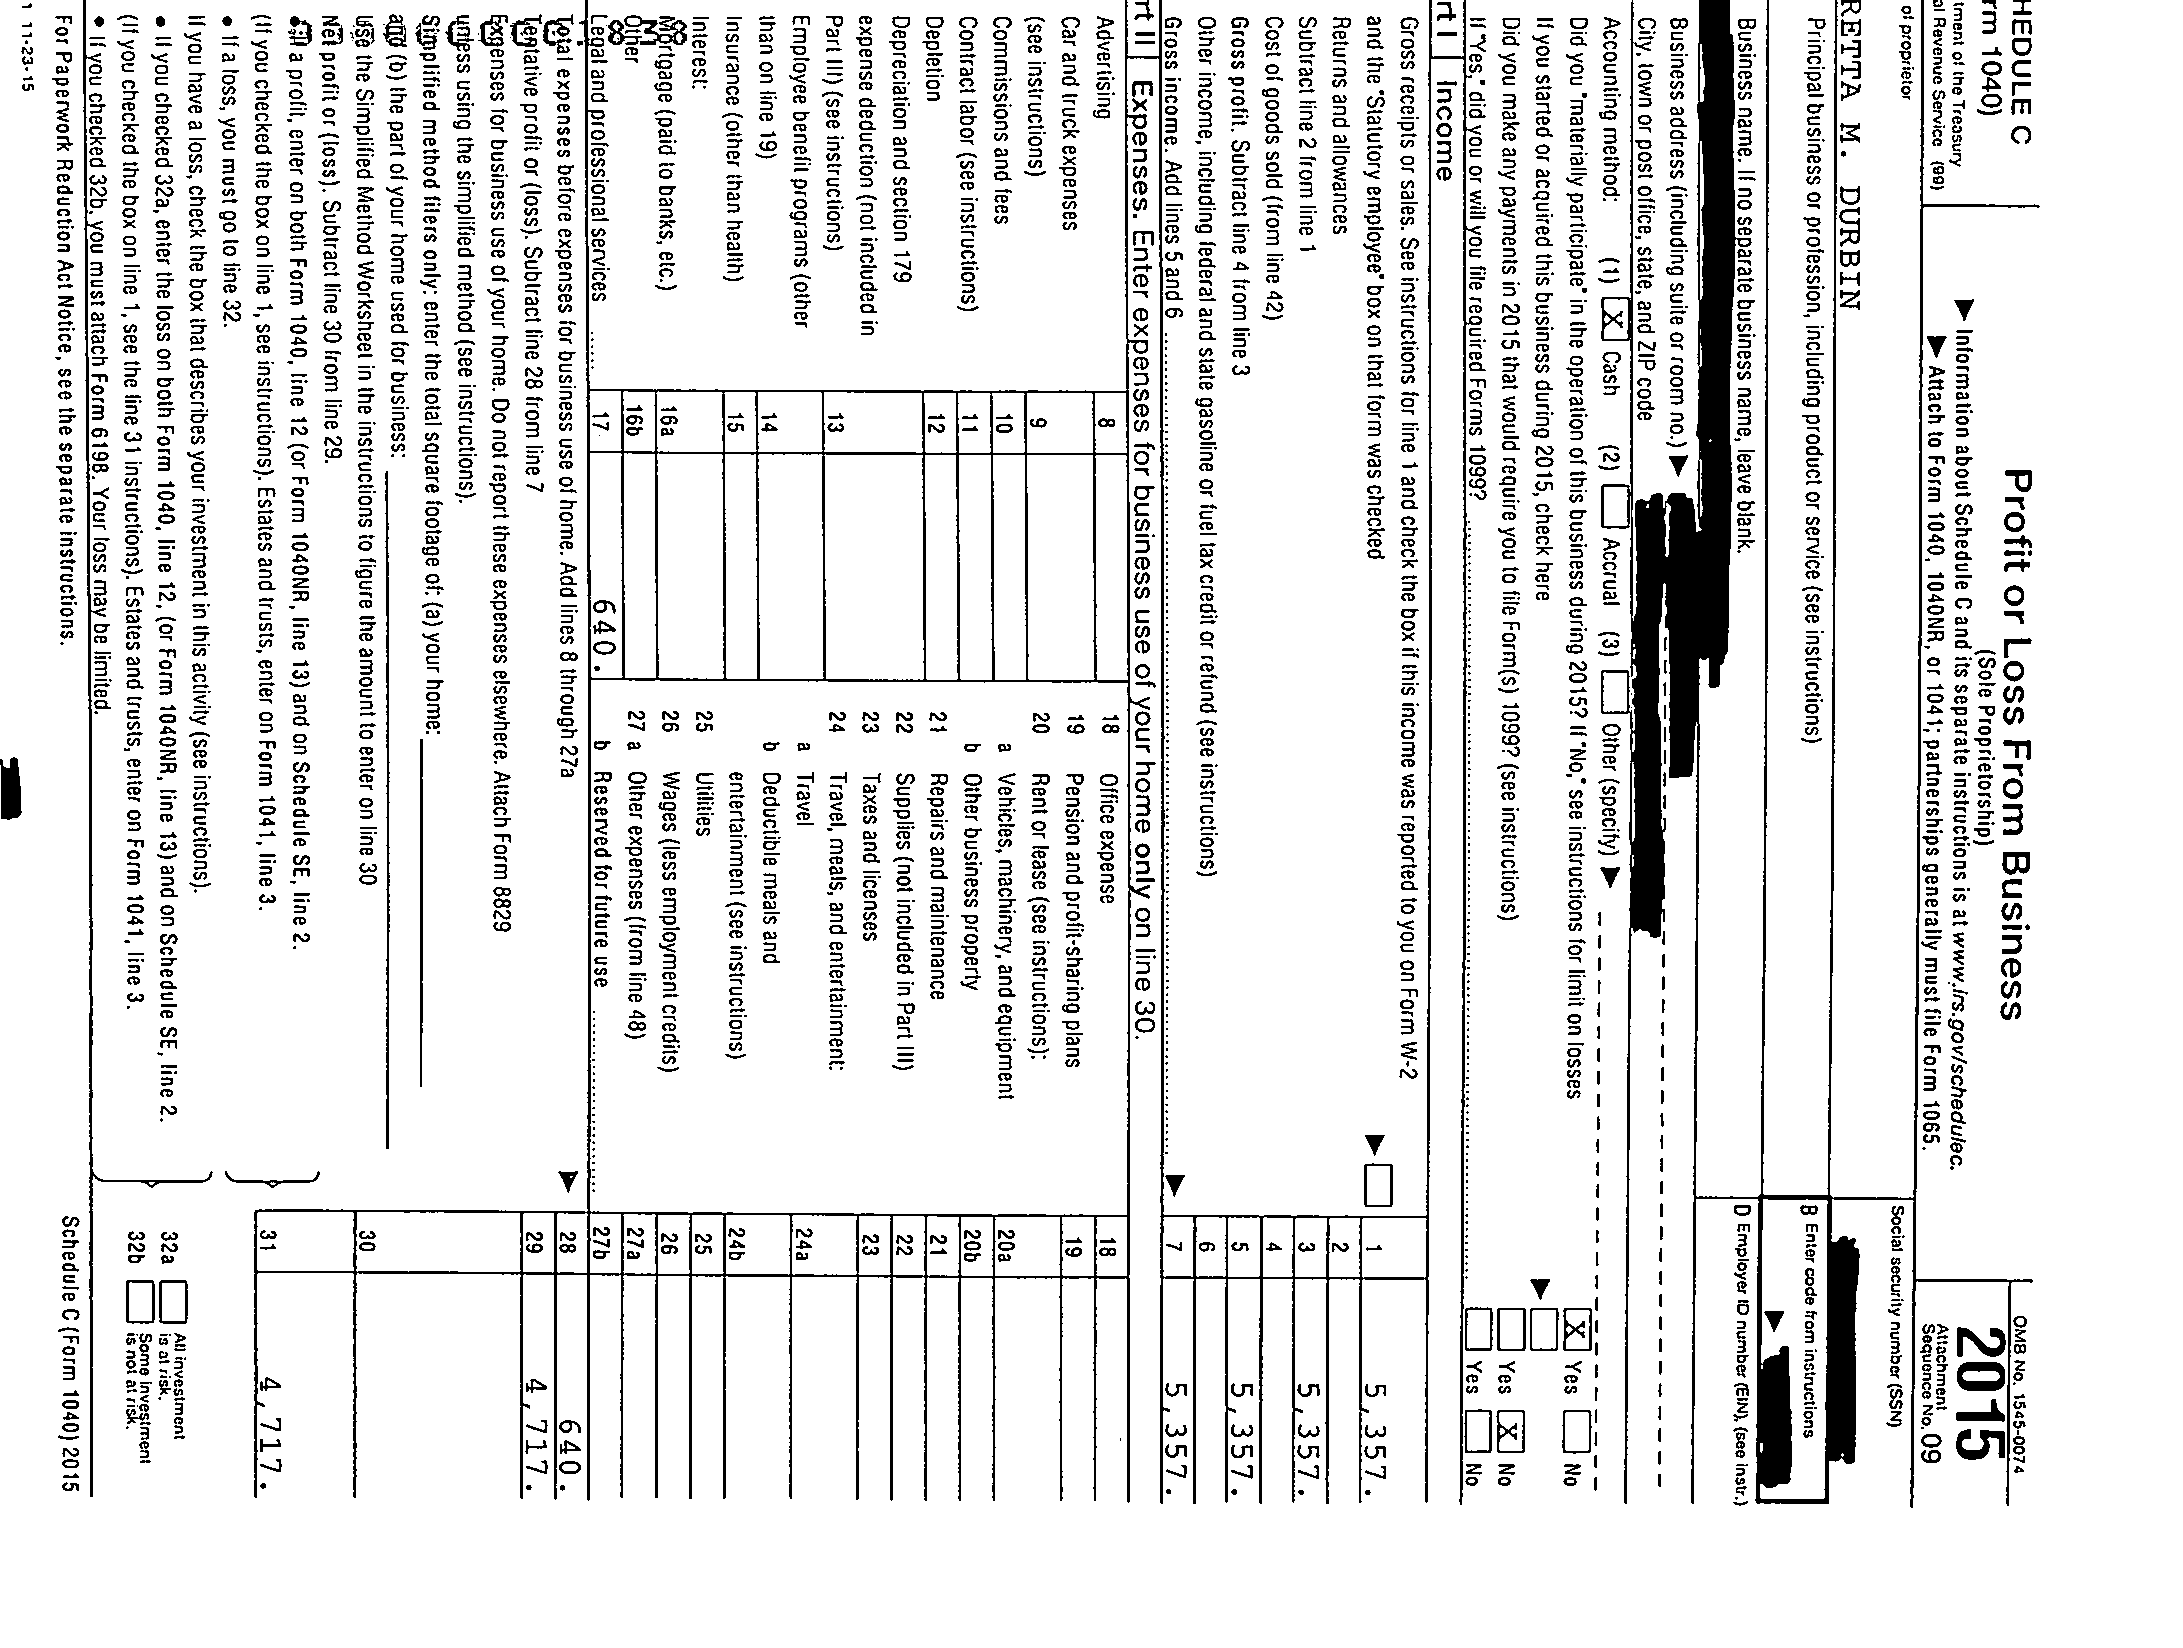 HEDULE C
rm 1040)
tment of the Treasury
al Revenue Service (99)
Profit or Loss From Business
(Sole Proprietorship)
▶ Information about Schedule C and its separate instructions is at www.irs.gov/schedulec.
▶ Attach to Form 1040, 1040NR, or 1041; partnerships generally must file Form 1065.
OMB No. 1545-0074
2015
Attachment
Sequence No. 09
of proprietor
Social security number (SSN)
RETTA M. DURBIN
Principal business or profession, including product or service (see instructions)
B Enter code from instructions
▶
Business name. If no separate business name, leave blank.
D Employer ID number (EIN), (see instr.)
Business address (including suite or room no.) ▶
City, town or post office, state, and ZIP code
Accounting method: (1) X Cash (2) Accrual (3) Other (specify) ▶
Did you "materially participate" in the operation of this business during 2015? If "No," see instructions for limit on losses X Yes No
If you started or acquired this business during 2015, check here ▶
Did you make any payments in 2015 that would require you to file Form(s) 1099? (see instructions) Yes X No
If "Yes," did you or will you file required Forms 1099? Yes No
rt I Income
Gross receipts or sales. See instructions for line 1 and check the box if this income was reported to you on Form W-2
and the "Statutory employee" box on that form was checked ▶ 1 5,357.
Returns and allowances 2
Subtract line 2 from line 1 3 5,357.
Cost of goods sold (from line 42) 4
Gross profit. Subtract line 4 from line 3 5 5,357.
Other income, including federal and state gasoline or fuel tax credit or refund (see instructions) 6
Gross income. Add lines 5 and 6 ▶ 7 5,357.
rt II Expenses. Enter expenses for business use of your home only on line 30.
Advertising 8 18 Office expense 18
Car and truck expenses 19 Pension and profit-sharing plans 19
(see instructions) 9 20 Rent or lease (see instructions):
Commissions and fees 10 a Vehicles, machinery, and equipment 20a
Contract labor (see instructions) 11 b Other business property 20b
Depletion 12 21 Repairs and maintenance 21
Depreciation and section 179 22 Supplies (not included in Part III) 22
expense deduction (not included in 23 Taxes and licenses 23
Part III) (see instructions) 13 24 Travel, meals, and entertainment:
Employee benefit programs (other a Travel 24a
than on line 19) 14 b Deductible meals and
Insurance (other than health) 15 entertainment (see instructions) 24b
Interest: 25 Utilities 25
Mortgage (paid to banks, etc.) 16a 26 Wages (less employment credits) 26
Other 16b 27 a Other expenses (from line 48) 27a
Legal and professional services 17 640. b Reserved for future use 27b
Total expenses before expenses for business use of home. Add lines 8 through 27a ▶ 28 640.
Tentative profit or (loss). Subtract line 28 from line 7 29 4,717.
Expenses for business use of your home. Do not report these expenses elsewhere. Attach Form 8829
unless using the simplified method (see instructions).
Simplified method filers only: enter the total square footage of: (a) your home:
and (b) the part of your home used for business:
Use the Simplified Method Worksheet in the instructions to figure the amount to enter on line 30 30
Net profit or (loss). Subtract line 30 from line 29.
• If a profit, enter on both Form 1040, line 12 (or Form 1040NR, line 13) and on Schedule SE, line 2.
(If you checked the box on line 1, see instructions). Estates and trusts, enter on Form 1041, line 3. 31 4,717.
• If a loss, you must go to line 32.
If you have a loss, check the box that describes your investment in this activity (see instructions).
• If you checked 32a, enter the loss on both Form 1040, line 12, (or Form 1040NR, line 13) and on Schedule SE, line 2. 32a All investment is at risk.
(If you checked the box on line 1, see the line 31 instructions). Estates and trusts, enter on Form 1041, line 3. 32b Some investment is not at risk.
• If you checked 32b, you must attach Form 6198. Your loss may be limited.
For Paperwork Reduction Act Notice, see the separate instructions. Schedule C (Form 1040) 2015
1 11-23-15